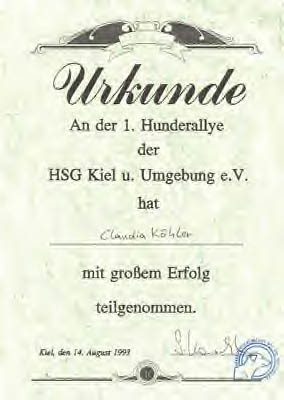 Urkunde
An der 1. Hunderallye
der
HSG Kiel u. Umgebung e.V.
hat
Claudia Köhler
mit großem Erfolg
teilgenommen.
Kiel, den 14. August 1993